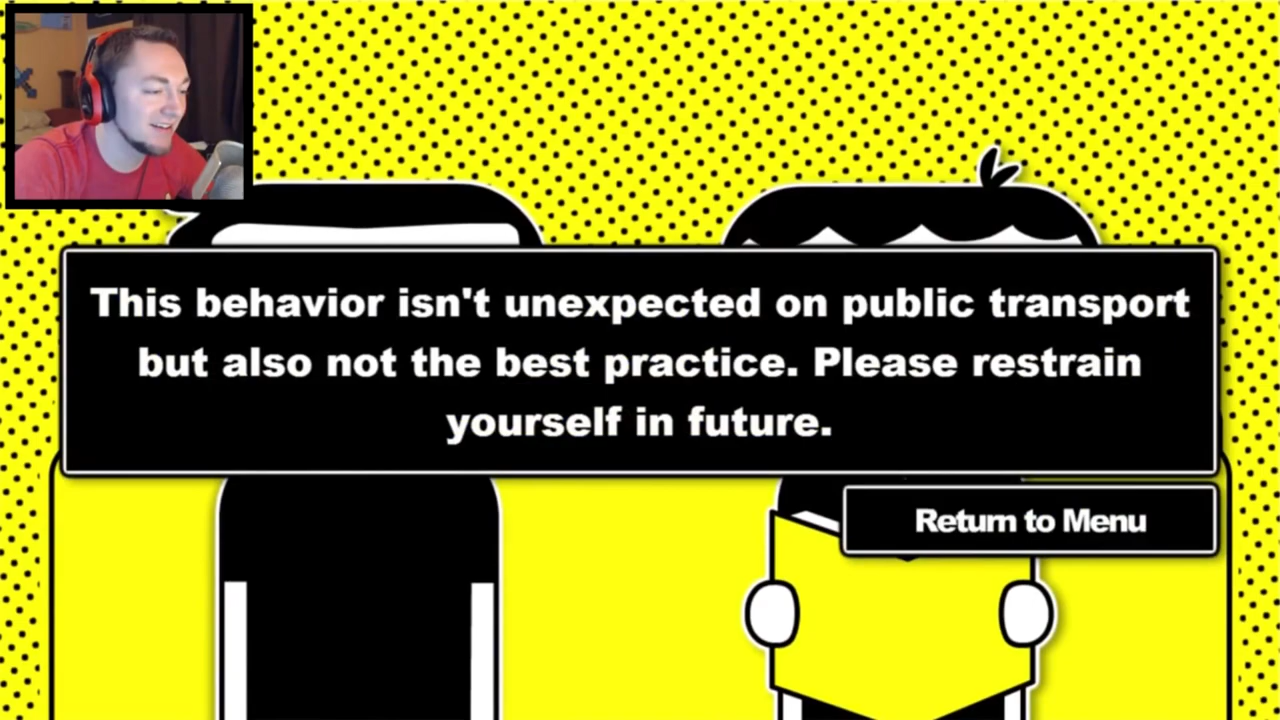 This behavior isn't unexpected on public transport
but also not the best practice. Please restrain
yourself in future.
Return to Menu